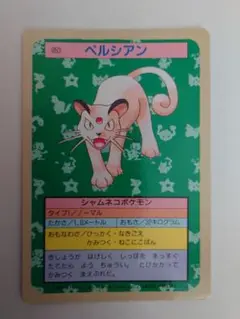 053
ペルシアン
シャムネコポケモン
タイプ/ノーマル
たかさ/1.0メートル おもさ/32キログラム
おもなわざ/ひっかく・なきごえ
かみつく・ねこにこばん
きしょうが はげしく しっぽを まっすぐ
たてたら ようちゅうい。とびかかって
かみつく まえぶれだ。